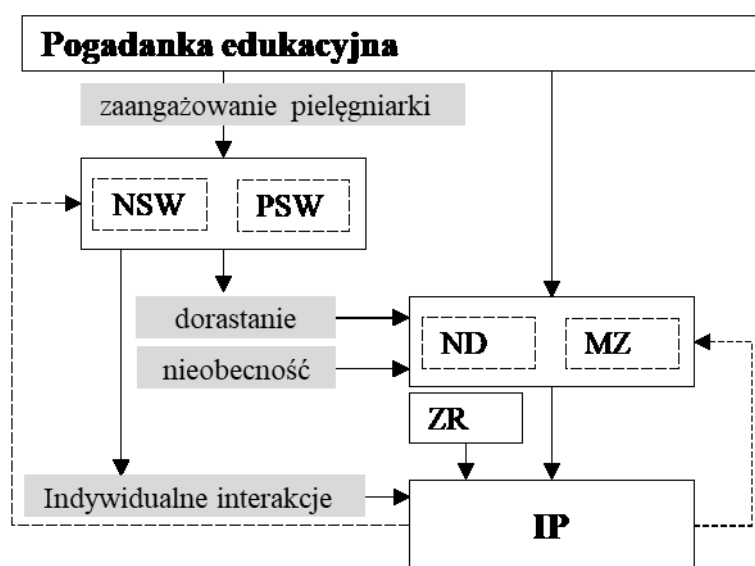 Pogadanka edukacyjna
zaangażowanie pielęgniarki
NSW
PSW
dorastanie
nieobecność
ND
MZ
ZR
Indywidualne interakcje
IP